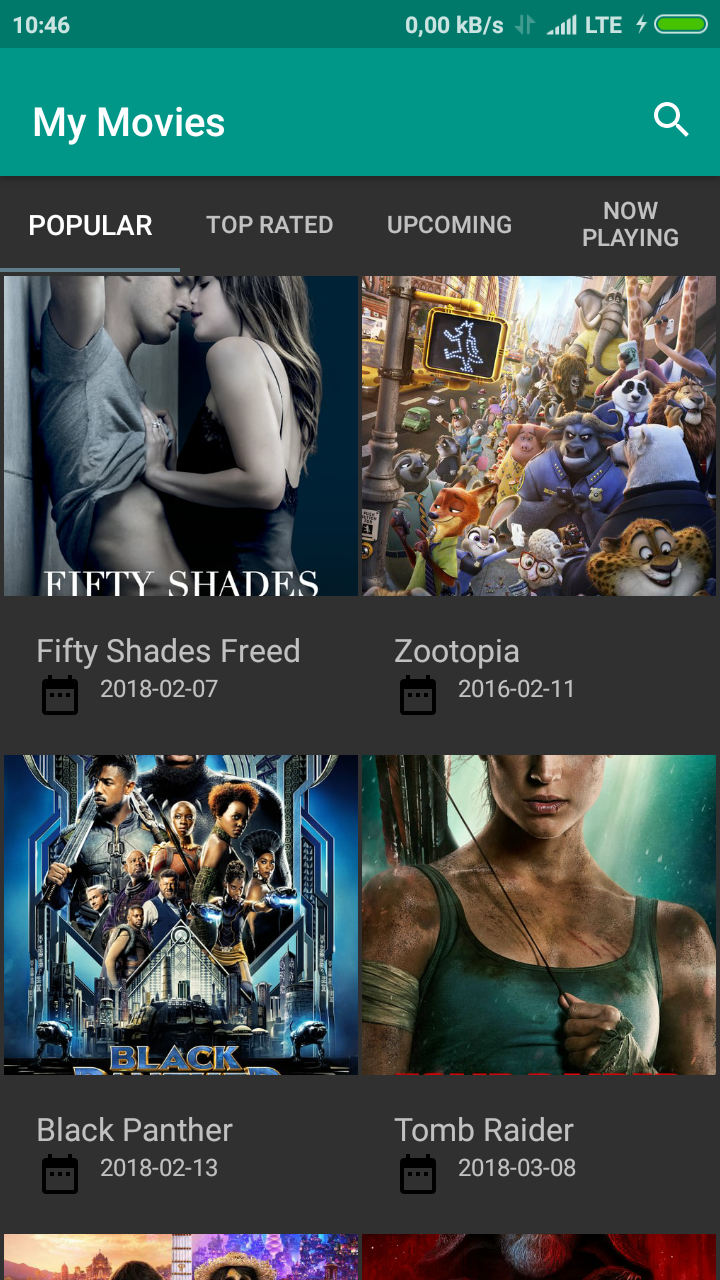 10:46 0,00 kB/s LTE
My Movies
POPULAR TOP RATED UPCOMING NOW PLAYING
FIFTY SHADES
Fifty Shades Freed
2018-02-07
Zootopia
2016-02-11
BLACK
Black Panther
2018-02-13
Tomb Raider
2018-03-08